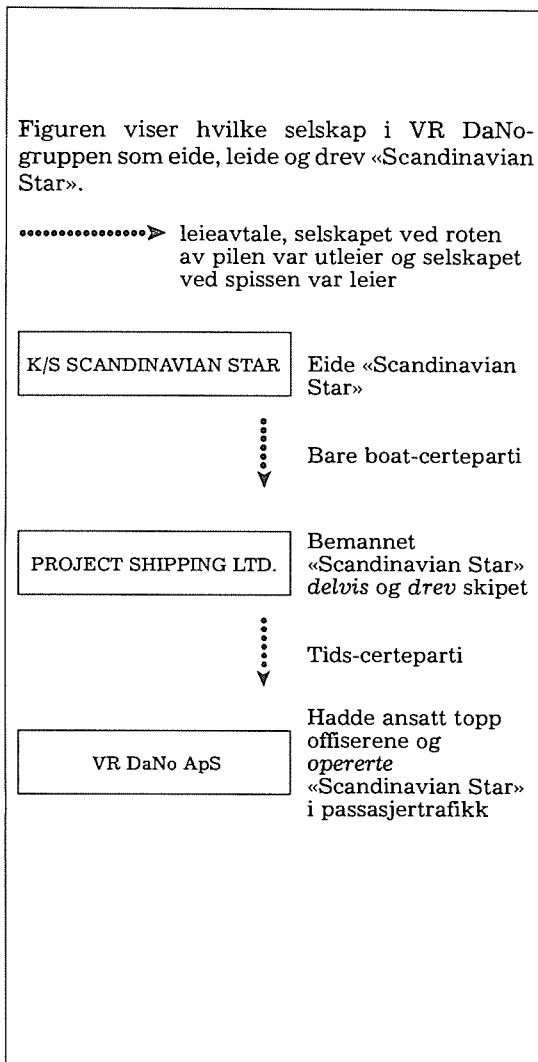 Figuren viser hvilke selskap i VR DaNo-
gruppen som eide, leide og drev «Scandinavian
Star».
leieavtale, selskapet ved roten
av pilen var utleier og selskapet
ved spissen var leier
K/S SCANDINAVIAN STAR
Eide «Scandinavian
Star»
Bare boat-certeparti
PROJECT SHIPPING LTD.
Bemannet
«Scandinavian Star»
delvis og drev skipet
Tids-certeparti
VR DaNo ApS
Hadde ansatt topp
offiserene og
opererte
«Scandinavian Star»
i passasjertrafikk